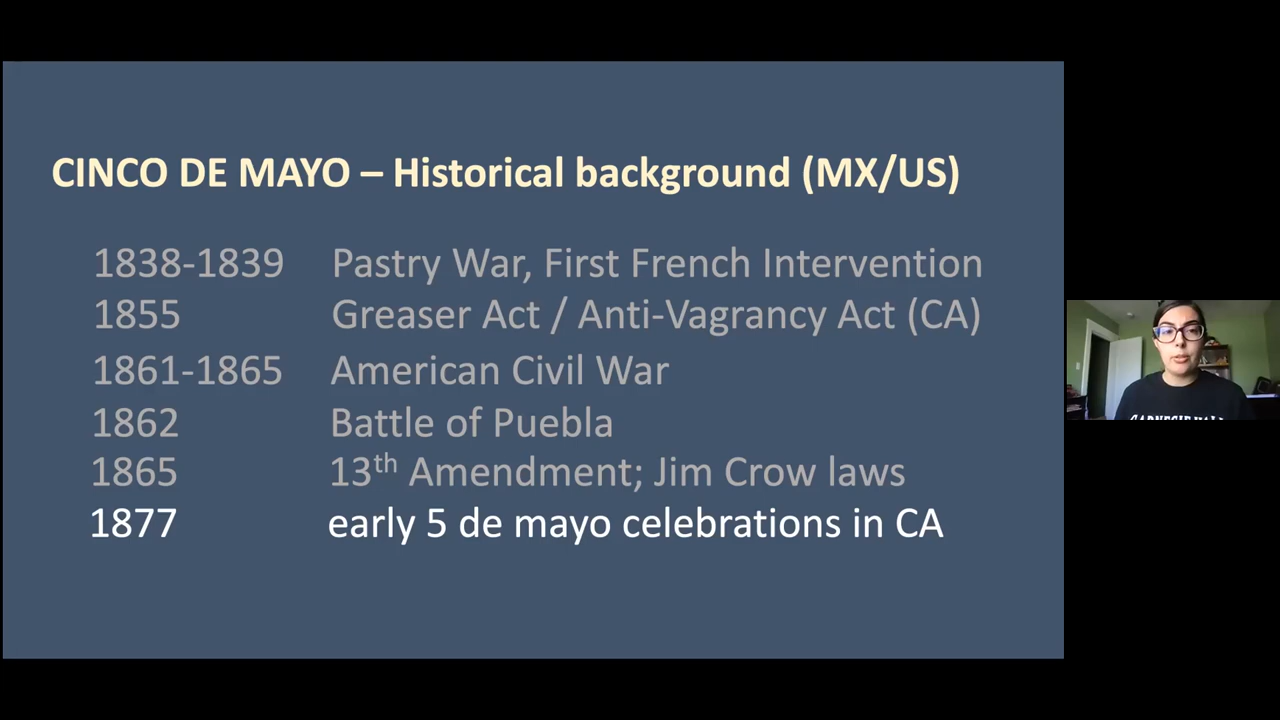 CINCO DE MAYO – Historical background (MX/US)
1838-1839 Pastry War, First French Intervention
1855 Greaser Act / Anti-Vagrancy Act (CA)
1861-1865 American Civil War
1862 Battle of Puebla
1865 13th Amendment; Jim Crow laws
1877 early 5 de mayo celebrations in CA